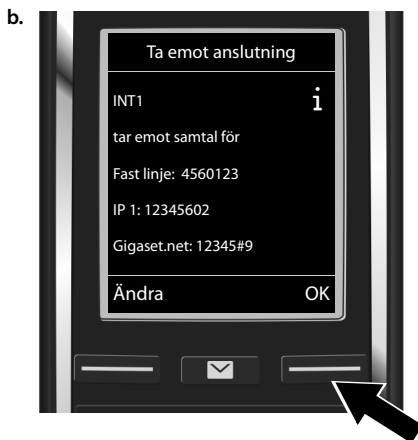 b.
Ta emot anslutning
INT1 i
tar emot samtal för
Fast linje: 4560123
IP 1: 12345602
Gigaset.net: 12345#9
Ändra OK